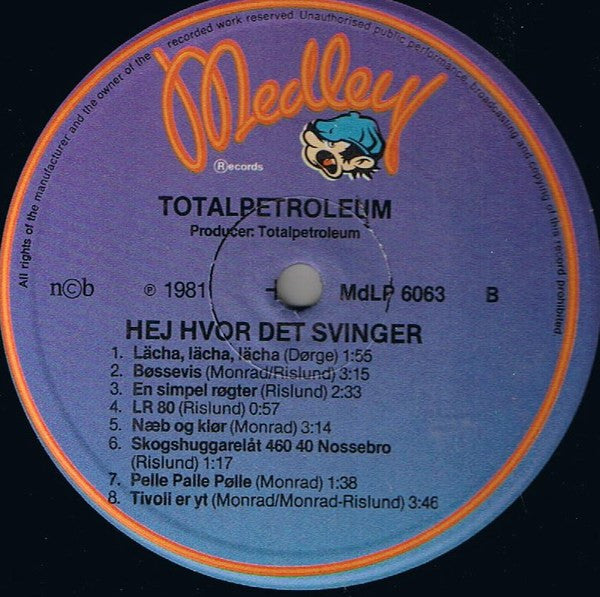 All rights of the manufacturer and the owner of the recorded work reserved Unauthorised public performance, broadcasting and copying of this record prohibited
Medley
®ecords
TOTALPETROLEUM
Producer: Totalpetroleum
n©b
℗ 1981
MdLP 6063
B
HEJ HVOR DET SVINGER
1. Lächa, lächa, lächa (Dørge) 1:55
2. Bøssevis (Monrad/Rislund) 3:15
3. En simpel røgter (Rislund) 2:33
4. LR 80 (Rislund) 0:57
5. Næb og klør (Monrad) 3:14
6. Skogshuggarelåt 460 40 Nossebro
(Rislund) 1:17
7. Pelle Palle Pølle (Monrad) 1:38
8. Tivoli er yt (Monrad/Monrad-Rislund) 3:46